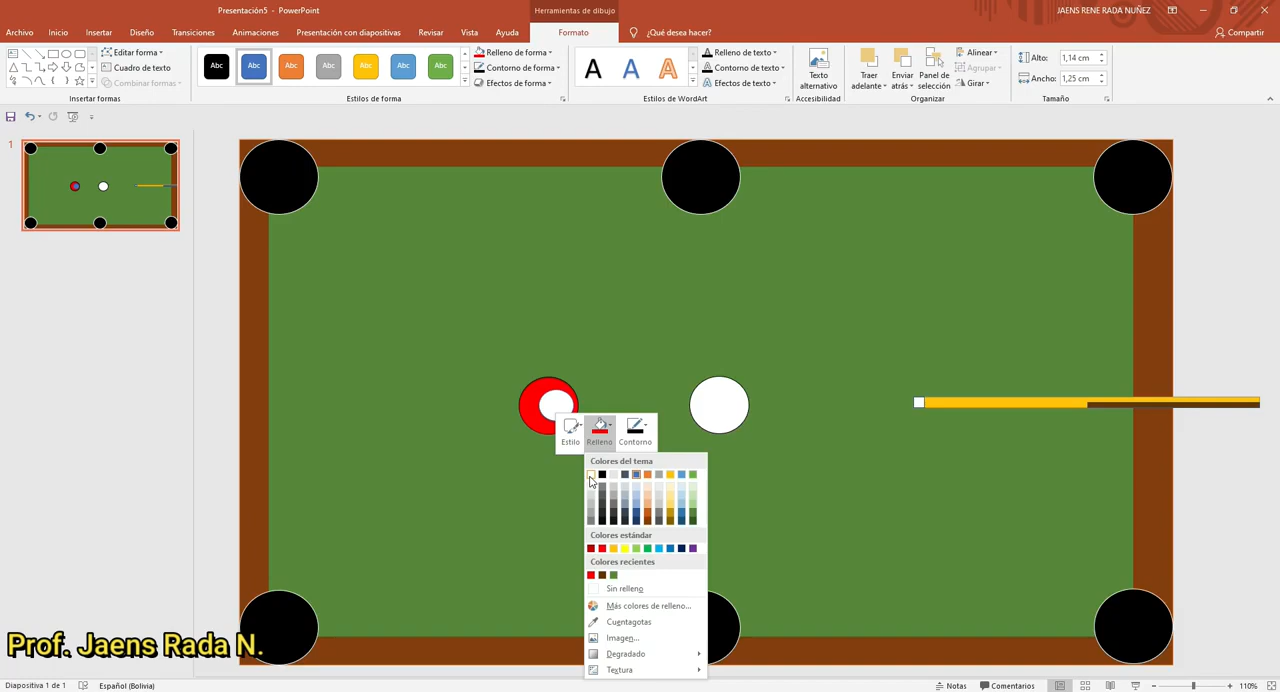 Presentación5 - PowerPoint
Herramientas de dibujo
JAENS RENE RADA NUÑEZ
Archivo Inicio Insertar Diseño Transiciones Animaciones Presentación con diapositivas Revisar Vista Ayuda Formato ¿Qué desea hacer? Compartir
Editar forma
Cuadro de texto
Combinar formas
Insertar formas
Abc Abc Abc Abc Abc Abc Abc
Relleno de forma
Contorno de forma
Efectos de forma
Estilos de forma
A A A
Relleno de texto
Contorno de texto
Efectos de texto
Estilos de WordArt
Texto
alternativo
Accesibilidad
Traer
adelante
Enviar
atrás
Panel de
selección
Alinear
Agrupar
Girar
Organizar
Alto: 1,14 cm
Ancho: 1,25 cm
Tamaño
1
Estilo Relleno Contorno
Colores del tema
Colores estándar
Colores recientes
Sin relleno
Más colores de relleno...
Cuentagotas
Imagen...
Degradado
Textura
Prof. Jaens Rada N.
Diapositiva 1 de 1 Español (Bolivia) Notas Comentarios 110%